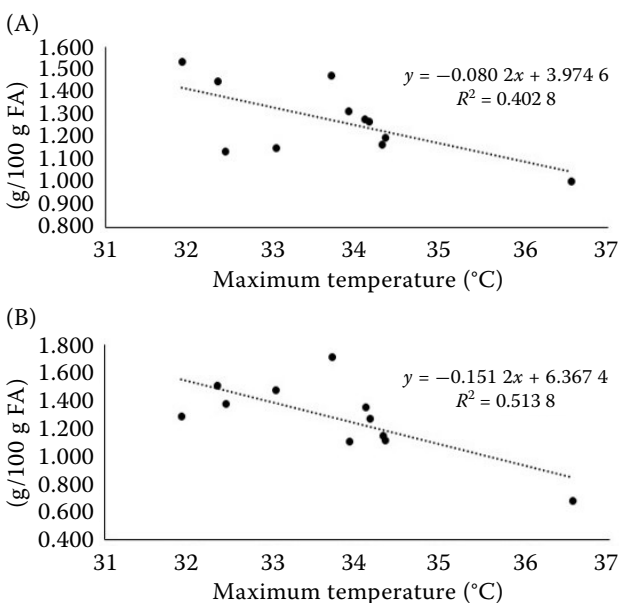 (A)
1.600
1.500
1.400
1.300
1.200
1.100
1.000
0.900
0.800
(g/100 g FA)
y = −0.080 2x + 3.974 6
R² = 0.402 8
31 32 33 34 35 36 37
Maximum temperature (°C)
(B)
1.800
1.600
1.400
1.200
1.000
0.800
0.600
0.400
(g/100 g FA)
y = −0.151 2x + 6.367 4
R² = 0.513 8
31 32 33 34 35 36 37
Maximum temperature (°C)